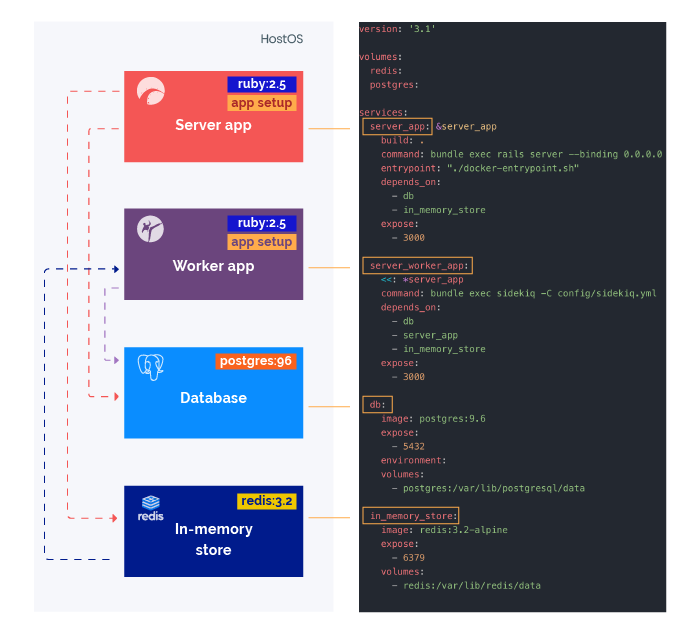 HostOS
ruby:2.5
app setup
Server app
ruby:2.5
app setup
Worker app
postgres:96
Database
redis
redis:3.2
In-memory
store
version: '3.1'
volumes:
redis:
postgres:
services:
server_app: &server_app
build: .
command: bundle exec rails server --binding 0.0.0.0
entrypoint: "./docker-entrypoint.sh"
depends_on:
- db
- in_memory_store
expose:
- 3000
server_worker_app:
<<: *server_app
command: bundle exec sidekiq -C config/sidekiq.yml
depends_on:
- db
- server_app
- in_memory_store
expose:
- 3000
db:
image: postgres:9.6
expose:
- 5432
environment:
volumes:
- postgres:/var/lib/postgresql/data
in_memory_store:
image: redis:3.2-alpine
expose:
- 6379
volumes:
- redis:/var/lib/redis/data